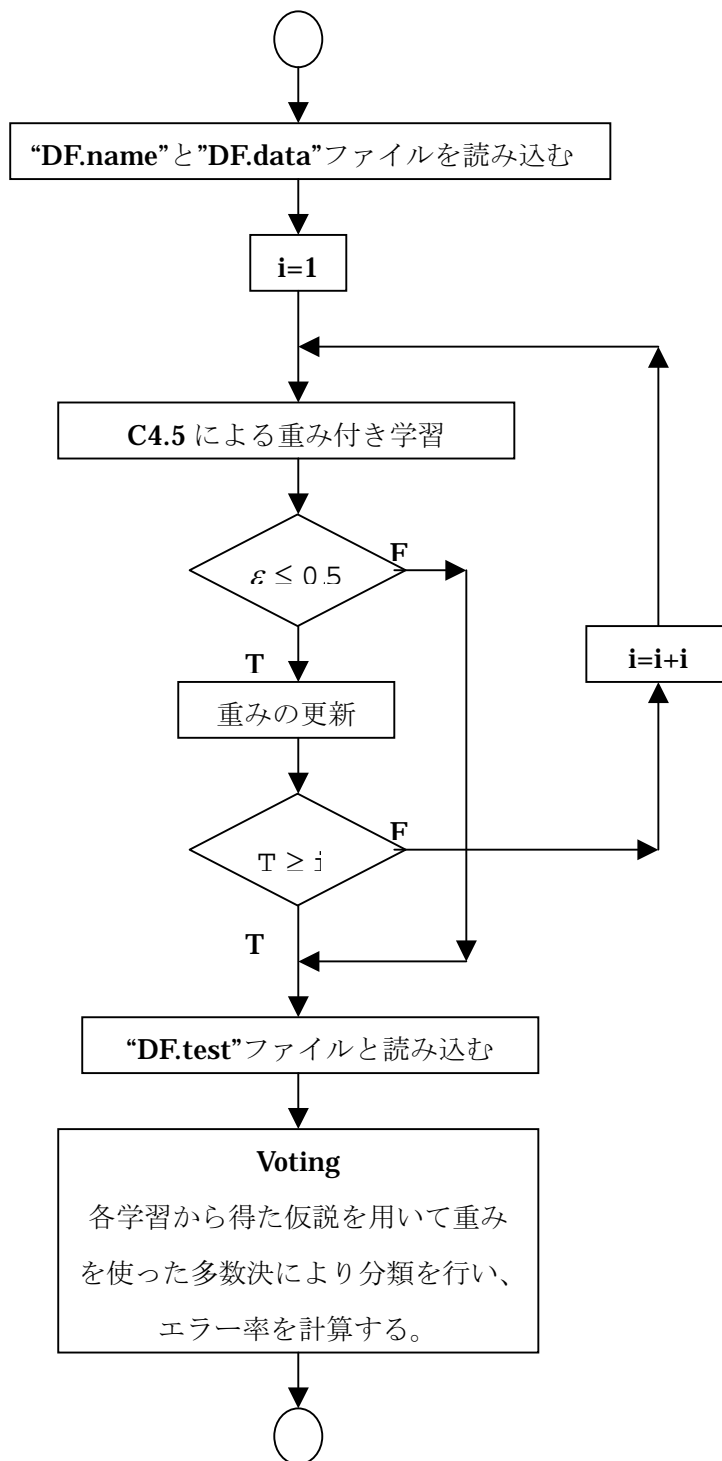 “DF.name”と”DF.data”ファイルを読み込む
i=1
C4.5 による重み付き学習
F
ε ≤ 0.5
T
i=i+i
重みの更新
F
T ≥ i
T
“DF.test”ファイルと読み込む
Voting
各学習から得た仮説を用いて重み
を使った多数決により分類を行い、
エラー率を計算する。